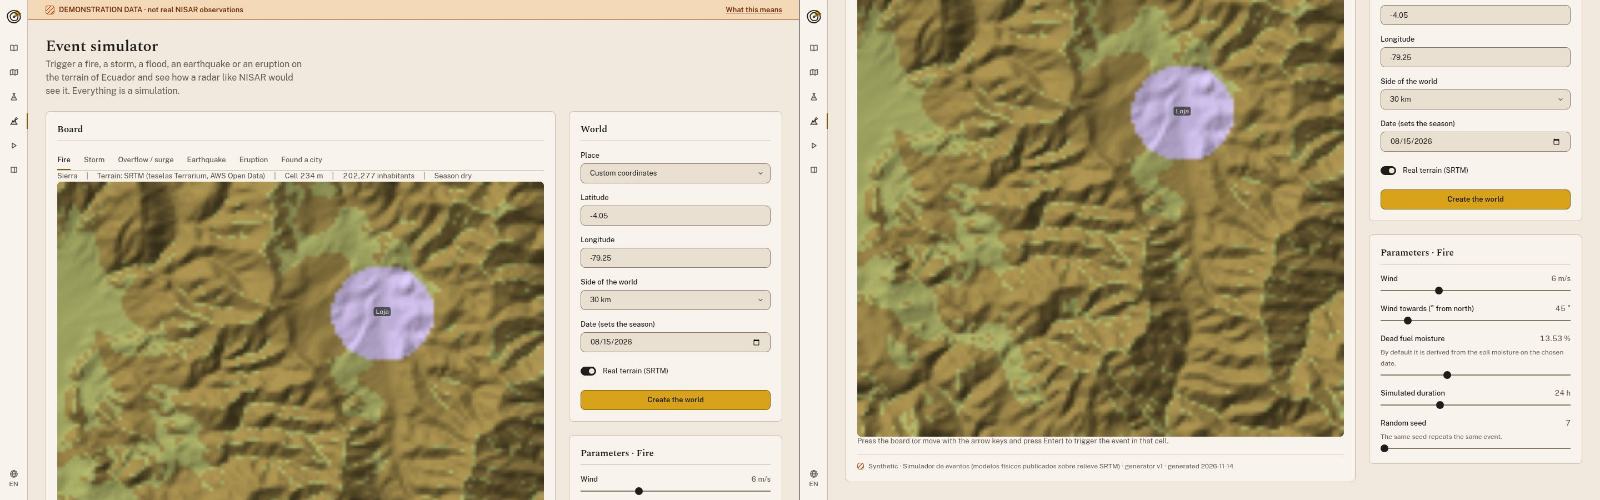 DEMONSTRATION DATA · not real NISAR observations
What this means
Event simulator
Trigger a fire, a storm, a flood, an earthquake or an eruption on
the terrain of Ecuador and see how a radar like NISAR would
see it. Everything is a simulation.
Board
Fire Storm Overflow / surge Earthquake Eruption Found a city
Sierra | Terrain: SRTM (teselas Terrarium, AWS Open Data) | Cell 234 m | 202,277 inhabitants | Season dry
Loja
World
Place
Custom coordinates
Latitude
-4.05
Longitude
-79.25
Side of the world
30 km
Date (sets the season)
08/15/2026
Real terrain (SRTM)
Create the world
Parameters · Fire
Wind 6 m/s
EN
Loja
Press the board (or move with the arrow keys and press Enter) to trigger the event in that cell.
Synthetic · Simulador de eventos (modelos físicos publicados sobre relieve SRTM) · generator v1 · generated 2026-11-14
-4.05
Longitude
-79.25
Side of the world
30 km
Date (sets the season)
08/15/2026
Real terrain (SRTM)
Create the world
Parameters · Fire
Wind 6 m/s
Wind towards (° from north) 45 °
Dead fuel moisture 13.53 %
By default it is derived from the soil moisture on the chosen
date.
Simulated duration 24 h
Random seed 7
The same seed repeats the same event.
EN